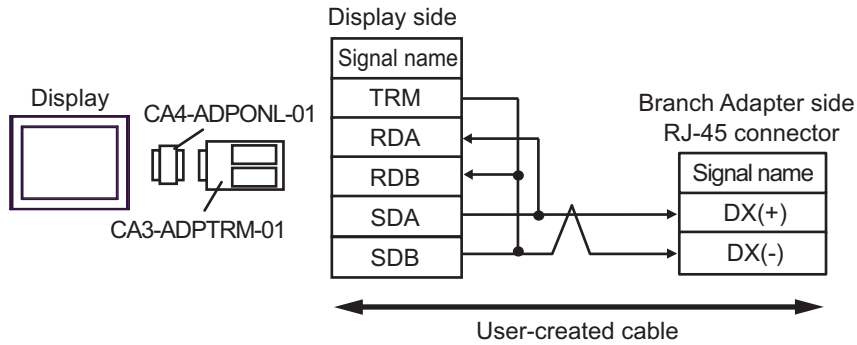 Display side
Signal name
TRM
RDA
RDB
SDA
SDB
Display
CA4-ADPONL-01
CA3-ADPTRM-01
Branch Adapter side
RJ-45 connector
Signal name
DX(+)
DX(-)
User-created cable